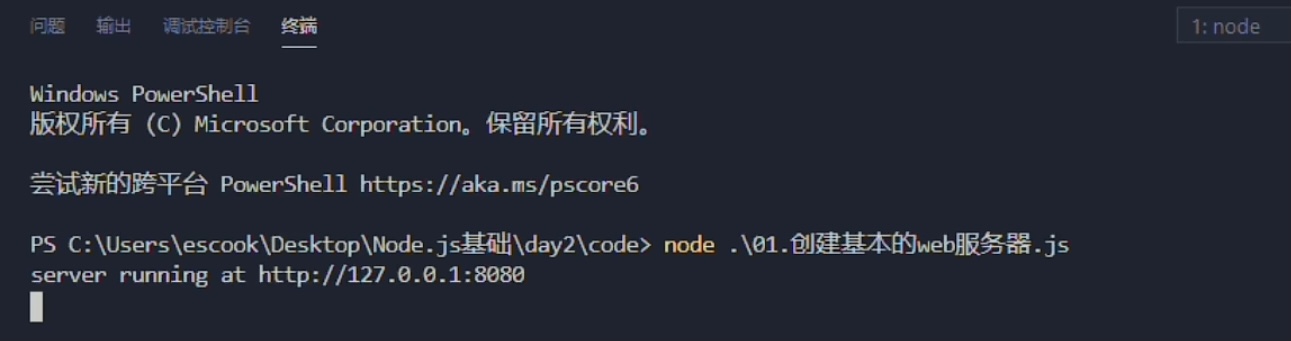 问题 输出 调试控制台 终端 1: node
Windows PowerShell
版权所有 (C) Microsoft Corporation。保留所有权利。
尝试新的跨平台 PowerShell https://aka.ms/pscore6
PS C:\Users\escook\Desktop\Node.js基础\day2\code> node .\01.创建基本的web服务器.js
server running at http://127.0.0.1:8080